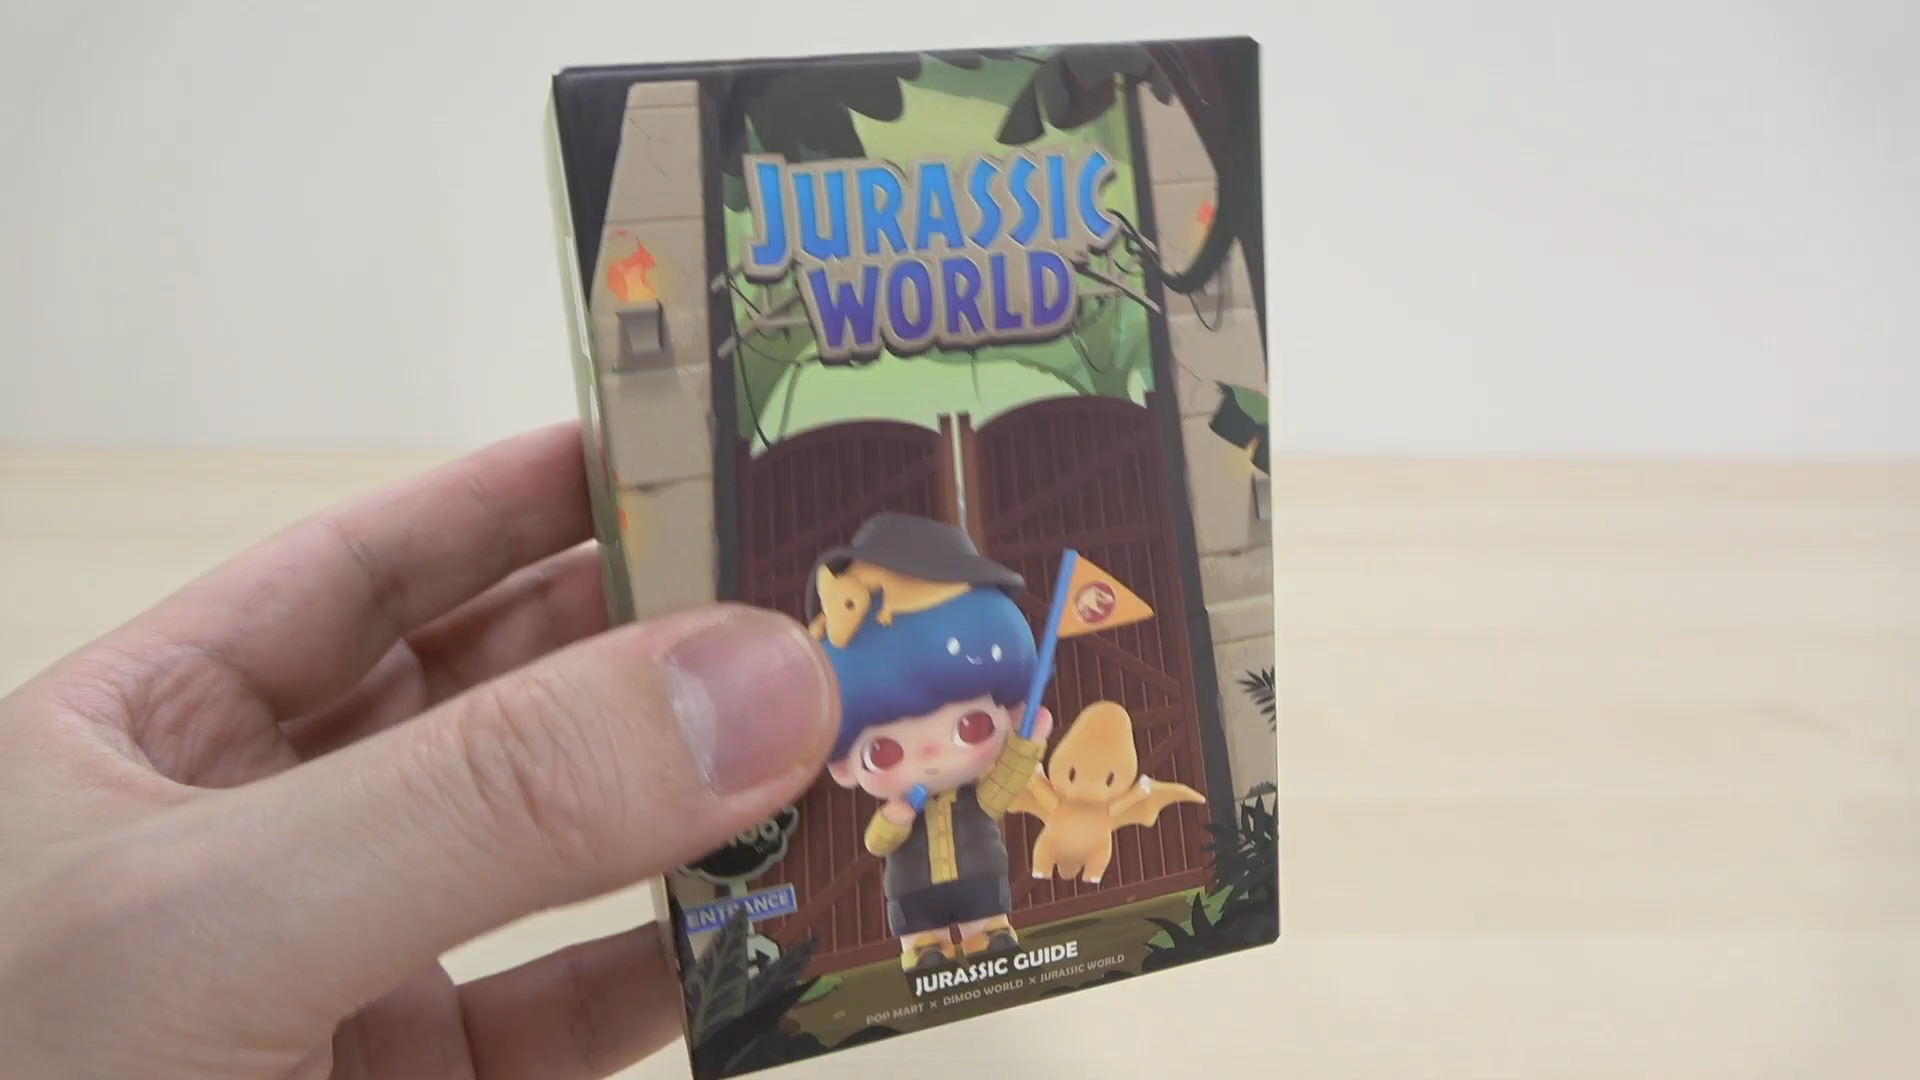 JURASSIC
WORLD
ENTRANCE
JURASSIC GUIDE
POP MART × DIMOO WORLD × JURASSIC WORLD